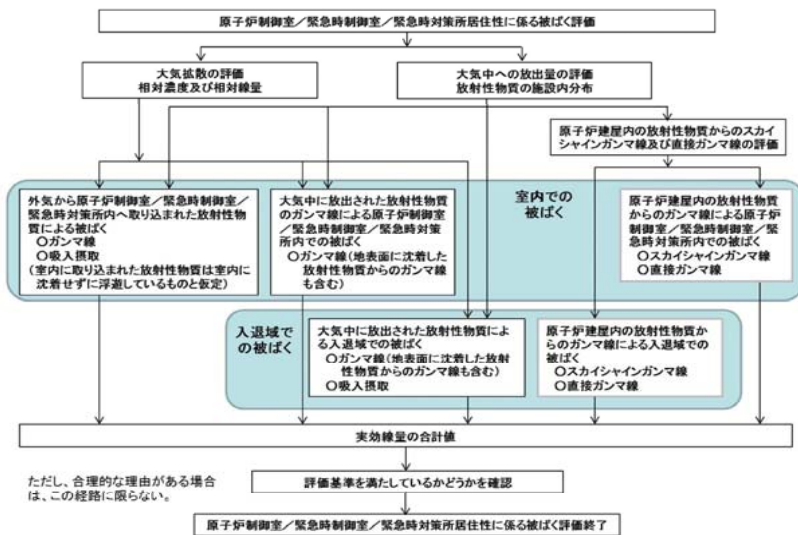 原子炉制御室／緊急時制御室／緊急時対策所居住性に係る被ばく評価
大気拡散の評価
相対濃度及び相対線量
大気中への放出量の評価
放射性物質の施設内分布
原子炉建屋内の放射性物質からのスカイ
シャインガンマ線及び直接ガンマ線の評価
室内での
被ばく
外気から原子炉制御室／緊急時制御室／
緊急時対策所内へ取り込まれた放射性物
質による被ばく
○ガンマ線
○吸入摂取
(室内に取り込まれた放射性物質は室内に
沈着せずに浮遊しているものと仮定)
大気中に放出された放射性物質
のガンマ線による原子炉制御室
／緊急時制御室／緊急時対策
所内での被ばく
○ガンマ線(地表面に沈着した
放射性物質からのガンマ線
も含む)
原子炉建屋内の放射性物質
からのガンマ線による原子炉
制御室／緊急時制御室／緊
急時対策所内での被ばく
○スカイシャインガンマ線
○直接ガンマ線
入退域で
の被ばく
大気中に放出された放射性物質によ
る入退域での被ばく
○ガンマ線(地表面に沈着した放射
性物質からのガンマ線も含む)
○吸入摂取
原子炉建屋内の放射性物質か
らのガンマ線による入退域での
被ばく
○スカイシャインガンマ線
○直接ガンマ線
実効線量の合計値
ただし、合理的な理由がある場合
は、この経路に限らない。
評価基準を満たしているかどうかを確認
原子炉制御室／緊急時制御室／緊急時対策所居住性に係る被ばく評価終了